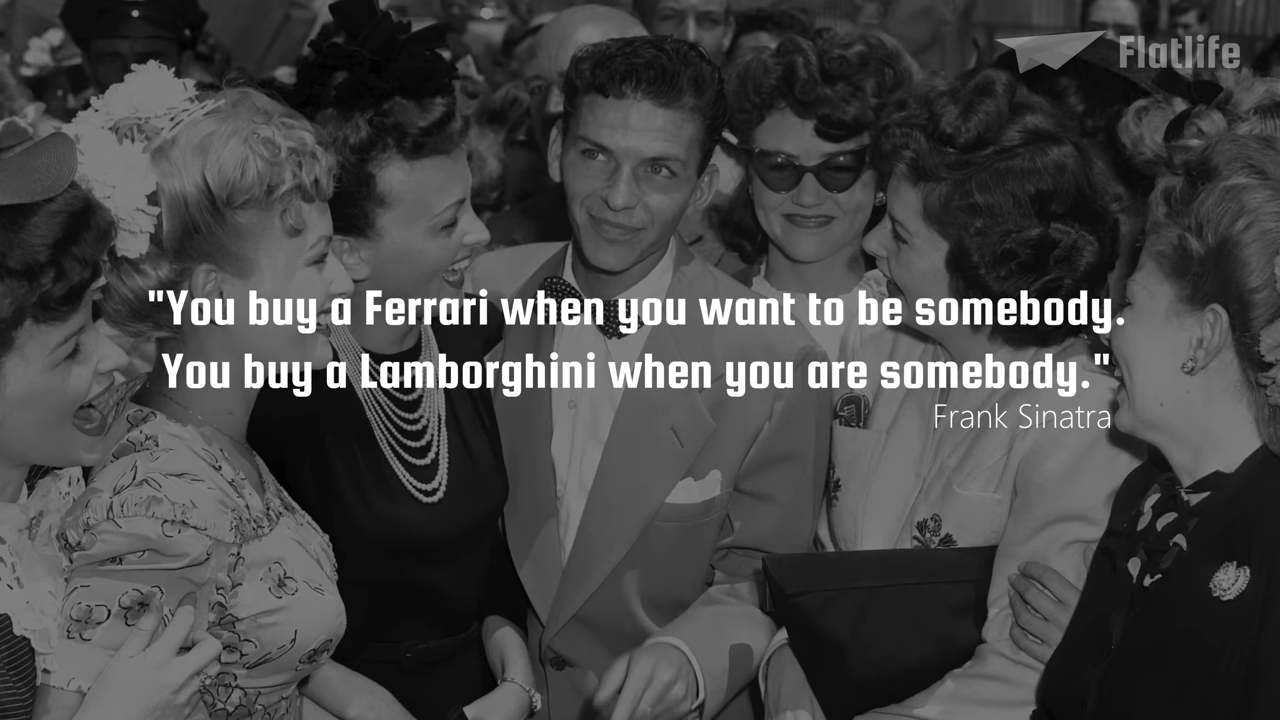 Flatlife
"You buy a Ferrari when you want to be somebody.
You buy a Lamborghini when you are somebody."
Frank Sinatra